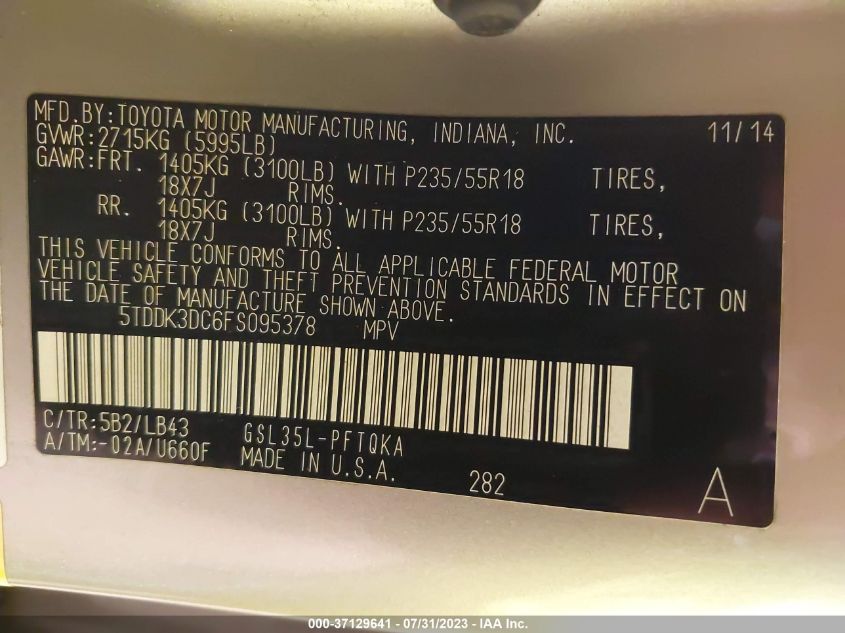 MFD.BY:TOYOTA MOTOR MANUFACTURING, INDIANA, INC. 11/14
GVWR:2715KG (5995LB)
GAWR:FRT. 1405KG (3100LB) WITH P235/55R18 TIRES,
18X7J RIMS.
RR. 1405KG (3100LB) WITH P235/55R18 TIRES,
18X7J RIMS.
THIS VEHICLE CONFORMS TO ALL APPLICABLE FEDERAL MOTOR
VEHICLE SAFETY AND THEFT PREVENTION STANDARDS IN EFFECT ON
THE DATE OF MANUFACTURE SHOWN ABOVE.
5TDDK3DC6FS095378 MPV
C/TR:5B2/LB43 GSL35L-PFTQKA
A/TM:-02A/U660F MADE IN U.S.A. 282 A
000-37129641 - 07/31/2023 - IAA Inc.